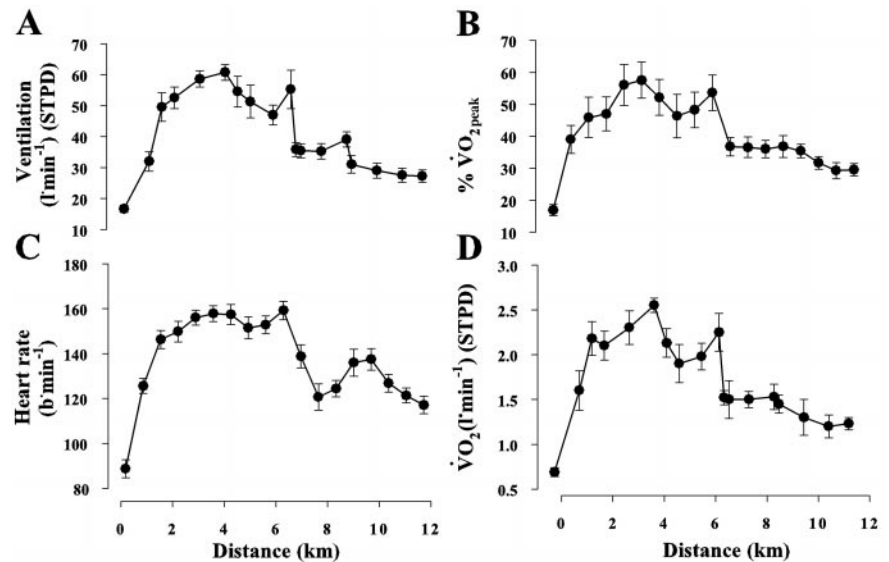 A
Ventilation
(l·min⁻¹) (STPD)
70
60
50
40
30
20
10
B
% V̇O₂peak
70
60
50
40
30
20
10
C
Heart rate
(b·min⁻¹)
180
160
140
120
100
80
0 2 4 6 8 10 12
Distance (km)
D
V̇O₂(l·min⁻¹) (STPD)
3.0
2.5
2.0
1.5
1.0
0.5
0 2 4 6 8 10 12
Distance (km)